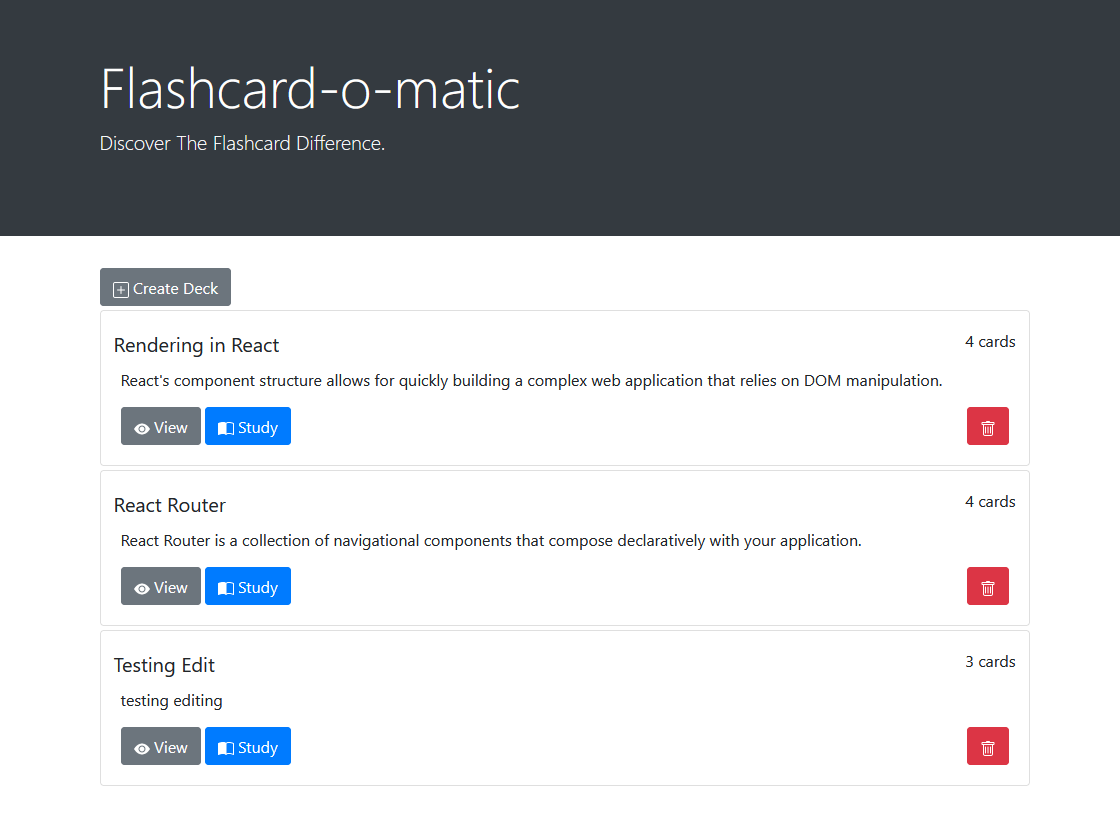 Flashcard-o-matic
Discover The Flashcard Difference.
Create Deck
Rendering in React
4 cards
React's component structure allows for quickly building a complex web application that relies on DOM manipulation.
View
Study
React Router
4 cards
React Router is a collection of navigational components that compose declaratively with your application.
View
Study
Testing Edit
3 cards
testing editing
View
Study